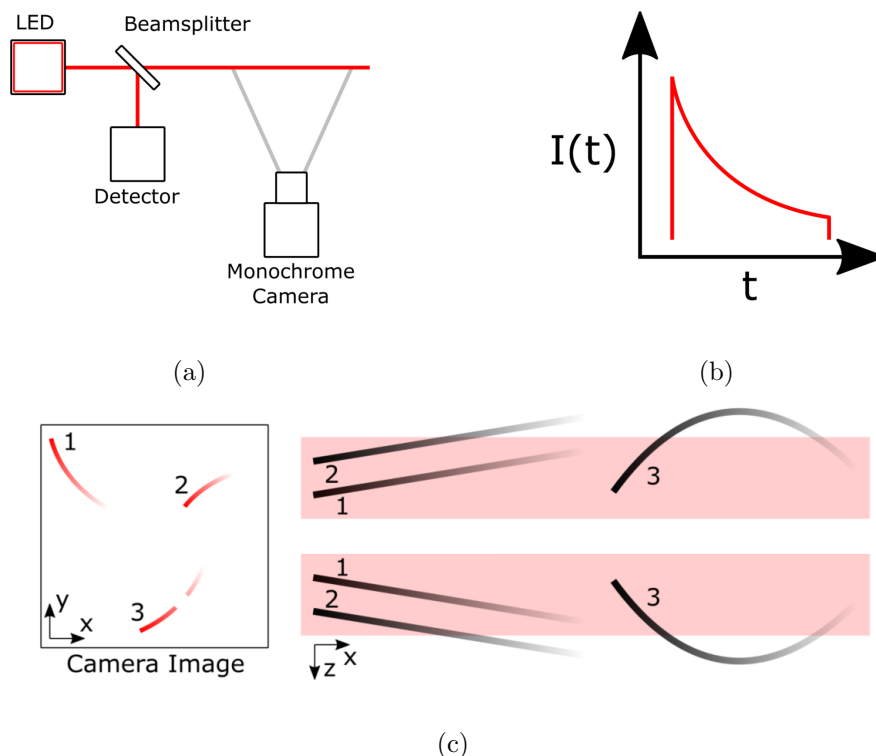 LED
Beamsplitter
Detector
Monochrome
Camera
(a)
I(t)
t
(b)
1
2
3
y
x
Camera Image
2
1
3
1
2
3
x
z
(c)